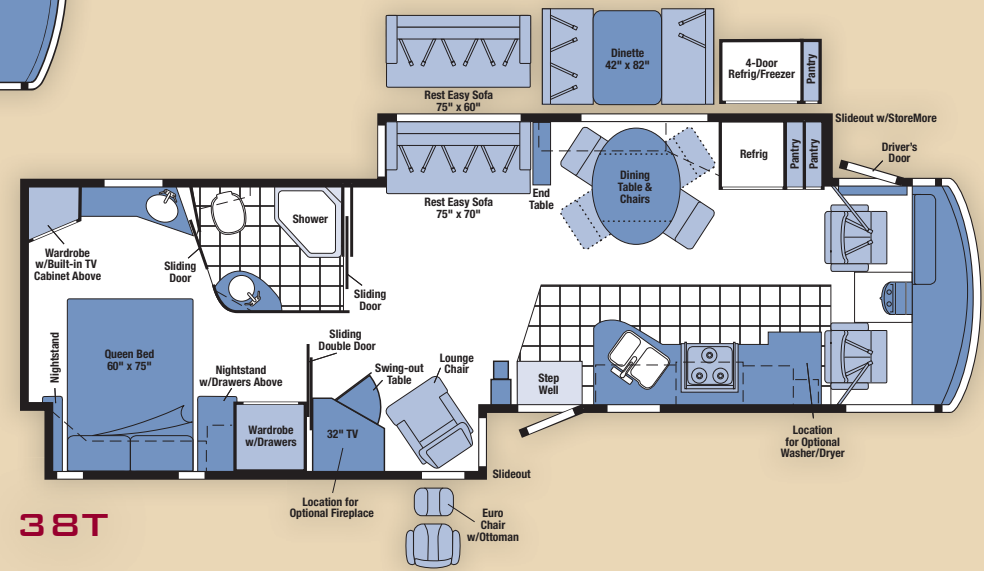 Dinette
42" x 82"
4-Door
Refrig/Freezer
Pantry
Rest Easy Sofa
75" x 60"
Slideout w/StoreMore
Driver's
Door
Refrig
Pantry
Pantry
Dining
Table &
Chairs
End
Table
Rest Easy Sofa
75" x 70"
Shower
Wardrobe
w/Built-in TV
Cabinet Above
Sliding
Door
Sliding
Door
Sliding
Double Door
Queen Bed
60" x 75"
Nightstand
Nightstand
w/Drawers Above
Swing-out
Table
Lounge
Chair
Step
Well
Wardrobe
w/Drawers
32" TV
Location
for Optional
Washer/Dryer
Slideout
Location for
Optional Fireplace
Euro
Chair
w/Ottoman
38T